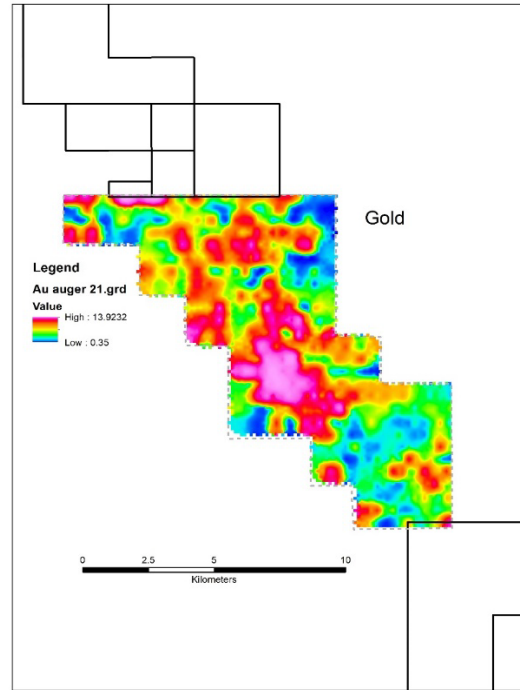 Gold
Legend
Au auger 21.grd
Value
High : 13.9232
Low : 0.35
0 2.5 5 10
Kilometers